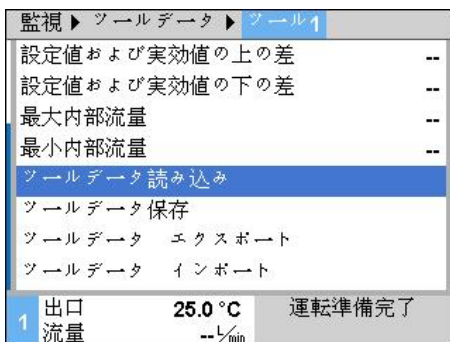 監視 ▶ ツールデータ ▶ ツール1
設定値および実効値の上の差 --
設定値および実効値の下の差 --
最大内部流量 --
最小内部流量 --
ツールデータ読み込み
ツールデータ保存
ツールデータ エクスポート
ツールデータ インポート
1 出口 25.0 °C 運転準備完了
流量 -- L/min